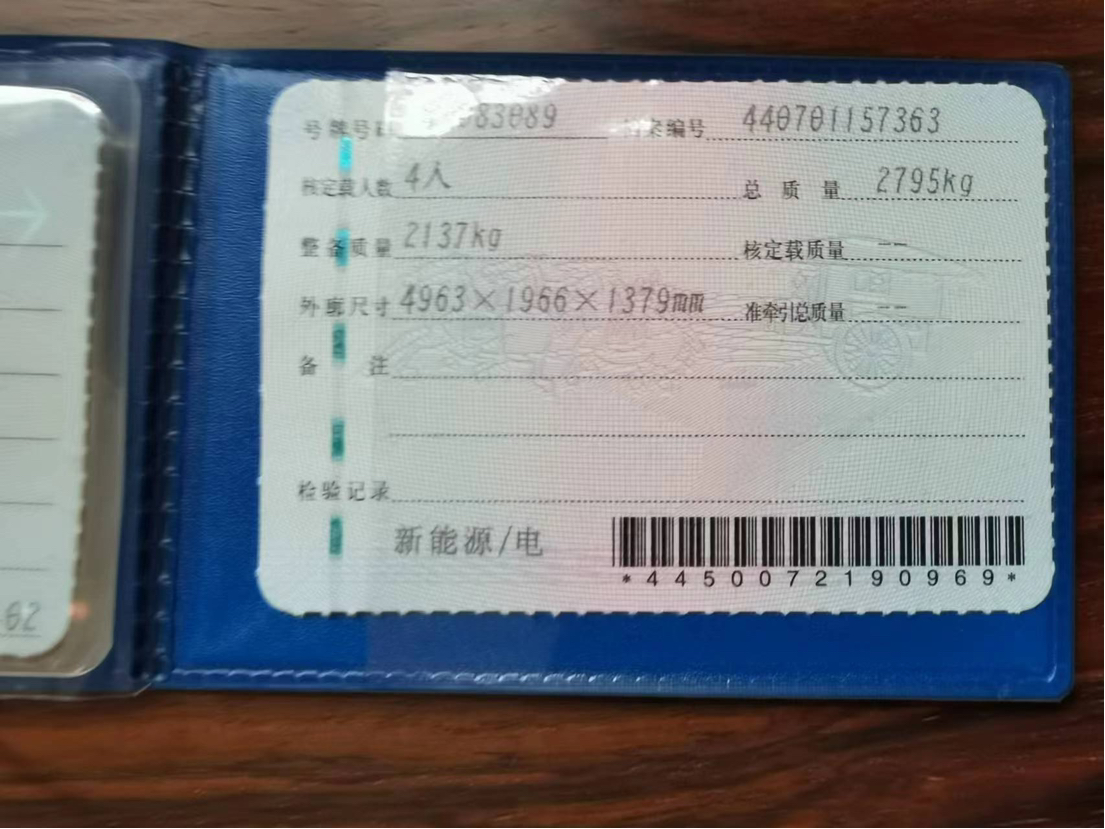 号牌号码 83089 档案编号 440701157363
核定载人数 4人 总质量 2795kg
整备质量 2137kg 核定载质量 --
外廓尺寸 4963×1966×1379mm 准牵引总质量 --
备注
检验记录
新能源/电
*4450072190969*
62